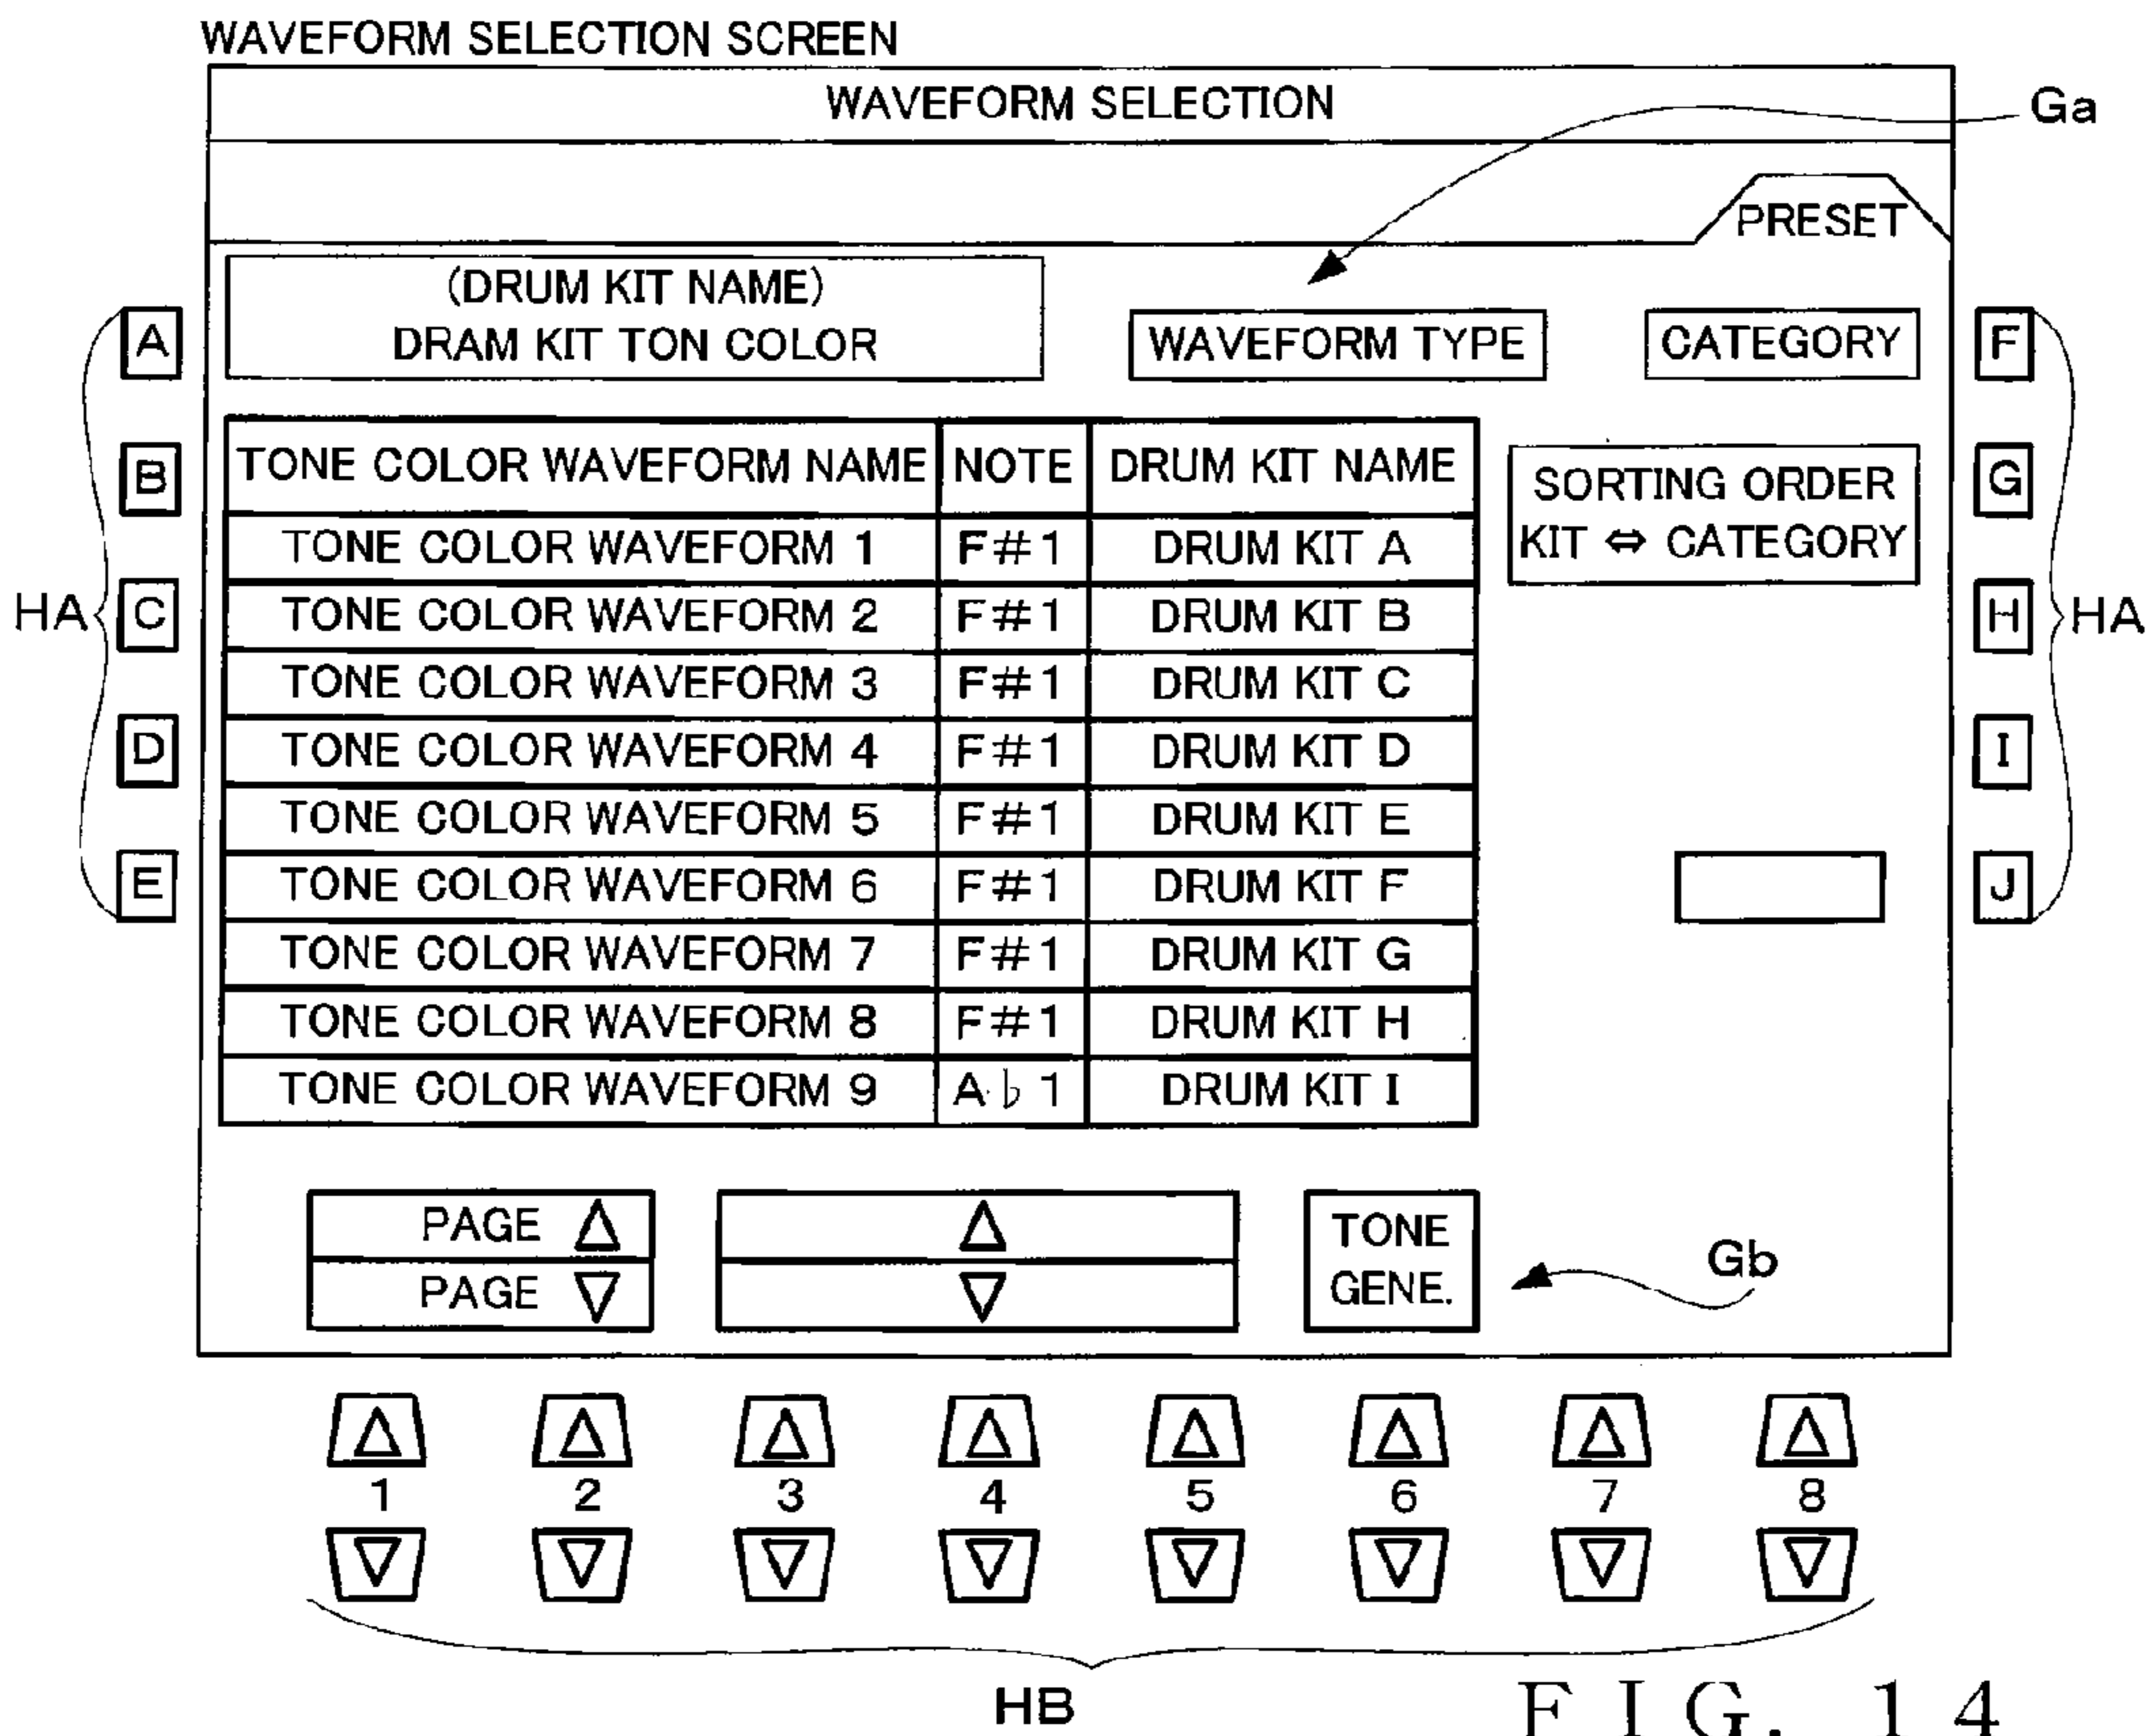 WAVEFORM SELECTION SCREEN
WAVEFORM SELECTION
Ga
PRESET
(DRUM KIT NAME)
DRAM KIT TON COLOR
WAVEFORM TYPE
CATEGORY
A
F
TONE COLOR WAVEFORM NAME NOTE DRUM KIT NAME
B
G
SORTING ORDER
KIT ⇔ CATEGORY
TONE COLOR WAVEFORM 1 F#1 DRUM KIT A
HA C TONE COLOR WAVEFORM 2 F#1 DRUM KIT B H HA
TONE COLOR WAVEFORM 3 F#1 DRUM KIT C
D TONE COLOR WAVEFORM 4 F#1 DRUM KIT D I
TONE COLOR WAVEFORM 5 F#1 DRUM KIT E
E TONE COLOR WAVEFORM 6 F#1 DRUM KIT F J
TONE COLOR WAVEFORM 7 F#1 DRUM KIT G
TONE COLOR WAVEFORM 8 F#1 DRUM KIT H
TONE COLOR WAVEFORM 9 A♭1 DRUM KIT I
PAGE △
PAGE ▽
△
▽
TONE
GENE.
Gb
△ △ △ △ △ △ △ △
1 2 3 4 5 6 7 8
▽ ▽ ▽ ▽ ▽ ▽ ▽ ▽
HB
FIG. 14